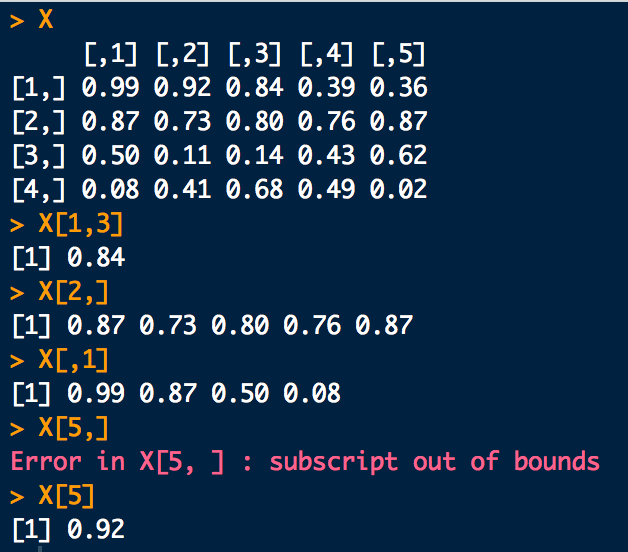 > X
     [,1] [,2] [,3] [,4] [,5]
[1,] 0.99 0.92 0.84 0.39 0.36
[2,] 0.87 0.73 0.80 0.76 0.87
[3,] 0.50 0.11 0.14 0.43 0.62
[4,] 0.08 0.41 0.68 0.49 0.02
> X[1,3]
[1] 0.84
> X[2,]
[1] 0.87 0.73 0.80 0.76 0.87
> X[,1]
[1] 0.99 0.87 0.50 0.08
> X[5,]
Error in X[5, ] : subscript out of bounds
> X[5]
[1] 0.92